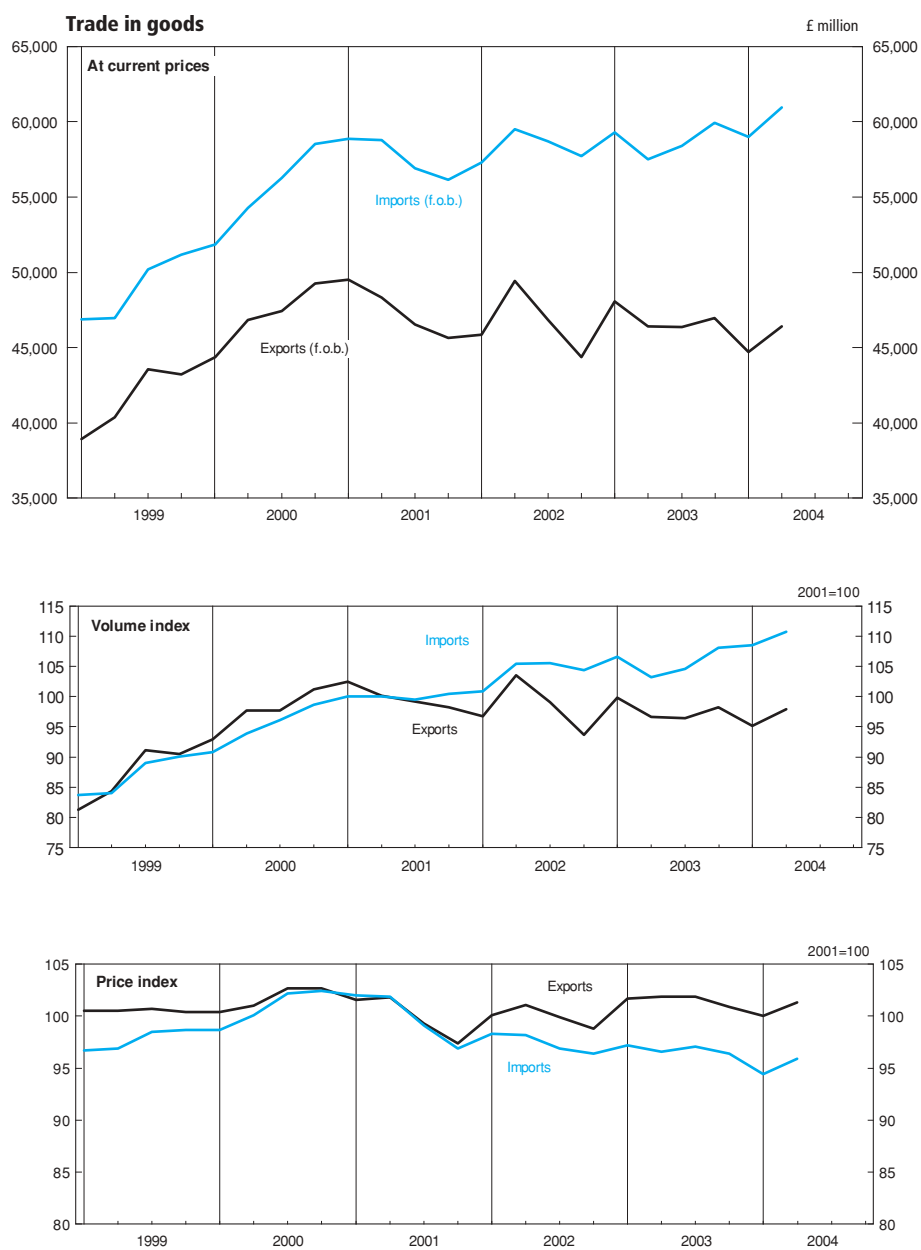 Trade in goods
£ million
65,000 65,000
At current prices
60,000 60,000
55,000 55,000
Imports (f.o.b.)
50,000 50,000
45,000 45,000
Exports (f.o.b.)
40,000 40,000
35,000 35,000
1999 2000 2001 2002 2003 2004
2001=100
115 115
Volume index
Imports
110 110
105 105
100 100
95 95
Exports
90 90
85 85
80 80
75 75
1999 2000 2001 2002 2003 2004
2001=100
105 105
Price index
Exports
100 100
95 95
Imports
90 90
85 85
80 80
1999 2000 2001 2002 2003 2004